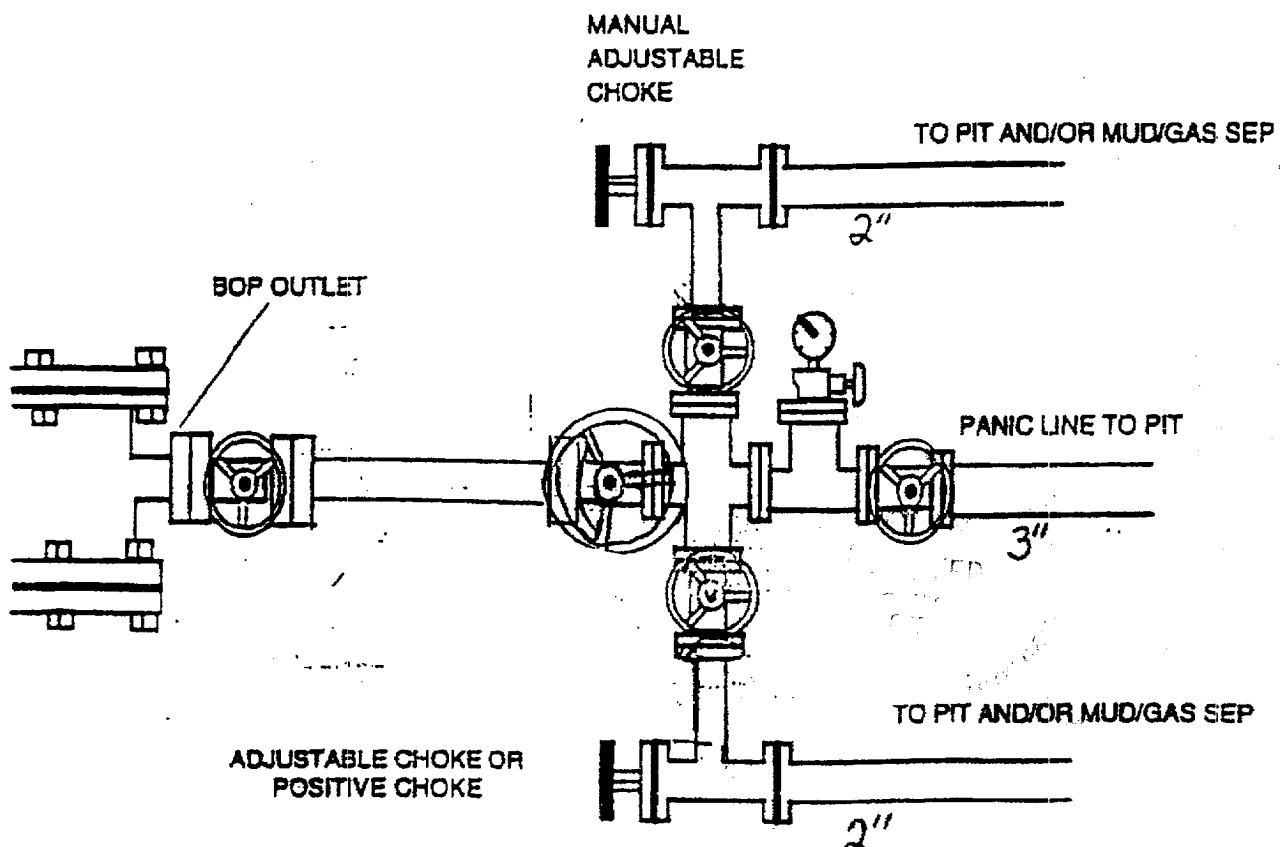 MANUAL
ADJUSTABLE
CHOKE
TO PIT AND/OR MUD/GAS SEP
2"
BOP OUTLET
PANIC LINE TO PIT
3"
TO PIT AND/OR MUD/GAS SEP
ADJUSTABLE CHOKE OR
POSITIVE CHOKE
2"